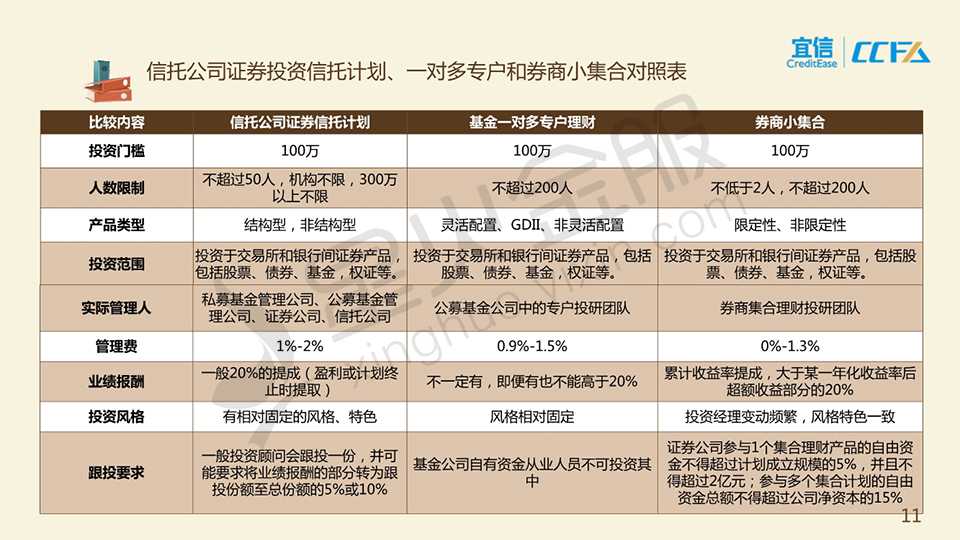 宜信
CreditEase
CCFA
信托公司证券投资信托计划、一对多专户和券商小集合对照表
比较内容 信托公司证券信托计划 基金一对多专户理财 券商小集合
投资门槛 100万 100万 100万
人数限制 不超过50人，机构不限，300万以上不限 不超过200人 不低于2人，不超过200人
产品类型 结构型，非结构型 灵活配置、GDII、非灵活配置 限定性、非限定性
投资范围 投资于交易所和银行间证券产品，包括股票、债券、基金，权证等。 投资于交易所和银行间证券产品，包括股票、债券、基金，权证等。 投资于交易所和银行间证券产品，包括股票、债券、基金，权证等。
实际管理人 私募基金管理公司、公募基金管理公司、证券公司、信托公司 公募基金公司中的专户投研团队 券商集合理财投研团队
管理费 1%-2% 0.9%-1.5% 0%-1.3%
业绩报酬 一般20%的提成（盈利或计划终止时提取） 不一定有，即便有也不能高于20% 累计收益率提成，大于某一年化收益率后超额收益部分的20%
投资风格 有相对固定的风格、特色 风格相对固定 投资经理变动频繁，风格特色一致
跟投要求 一般投资顾问会跟投一份，并可能要求将业绩报酬的部分转为跟投份额至总份额的5%或10% 基金公司自有资金从业人员不可投资其中 证券公司参与1个集合理财产品的自由资金不得超过计划成立规模的5%，并且不得超过2亿元；参与多个集合计划的自由资金总额不得超过公司净资本的15%
星火金服
11